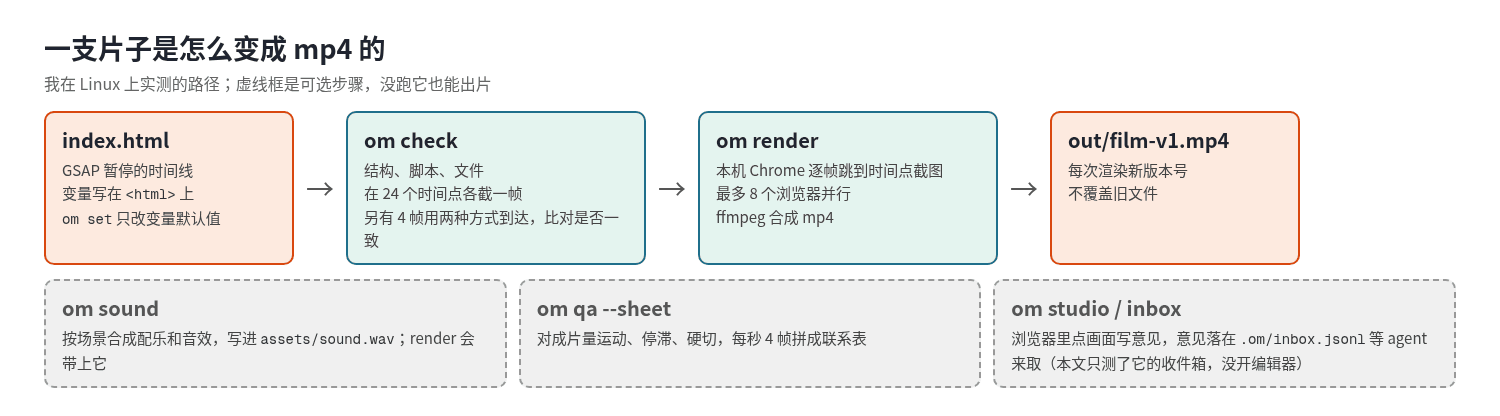 一支片子是怎么变成 mp4 的
我在 Linux 上实测的路径；虚线框是可选步骤，没跑它也能出片
index.html
GSAP 暂停的时间线
变量写在 <html> 上
om set 只改变量默认值
om check
结构、脚本、文件
在 24 个时间点各截一帧
另有 4 帧用两种方式到达，比对是否一
致
om render
本机 Chrome 逐帧跳到时间点截图
最多 8 个浏览器并行
ffmpeg 合成 mp4
out/film-v1.mp4
每次渲染新版本号
不覆盖旧文件
om sound
按场景合成配乐和音效，写进 assets/sound.wav；render 会
带上它
om qa --sheet
对成片量运动、停滞、硬切，每秒 4 帧拼成联系表
om studio / inbox
浏览器里点画面写意见，意见落在 .om/inbox.jsonl 等 agent
来取（本文只测了它的收件箱，没开编辑器）